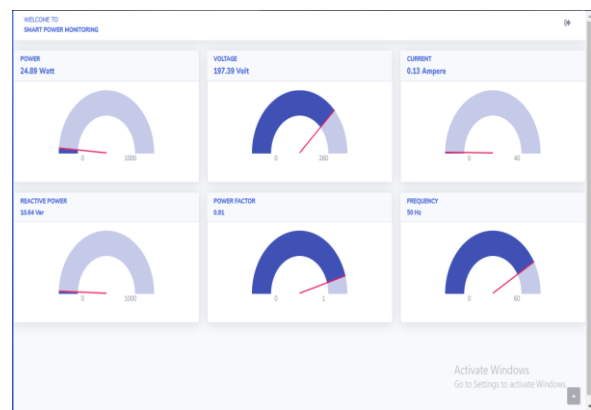 WELCOME TO
SMART POWER MONITORING
POWER
24.89 Watt
0 1000
VOLTAGE
197.39 Volt
0 260
CURRENT
0.13 Ampere
0 40
REACTIVE POWER
10.84 Var
0 1000
POWER FACTOR
0.91
0 1
FREQUENCY
50 Hz
0 60
Activate Windows
Go to Settings to activate Windows.